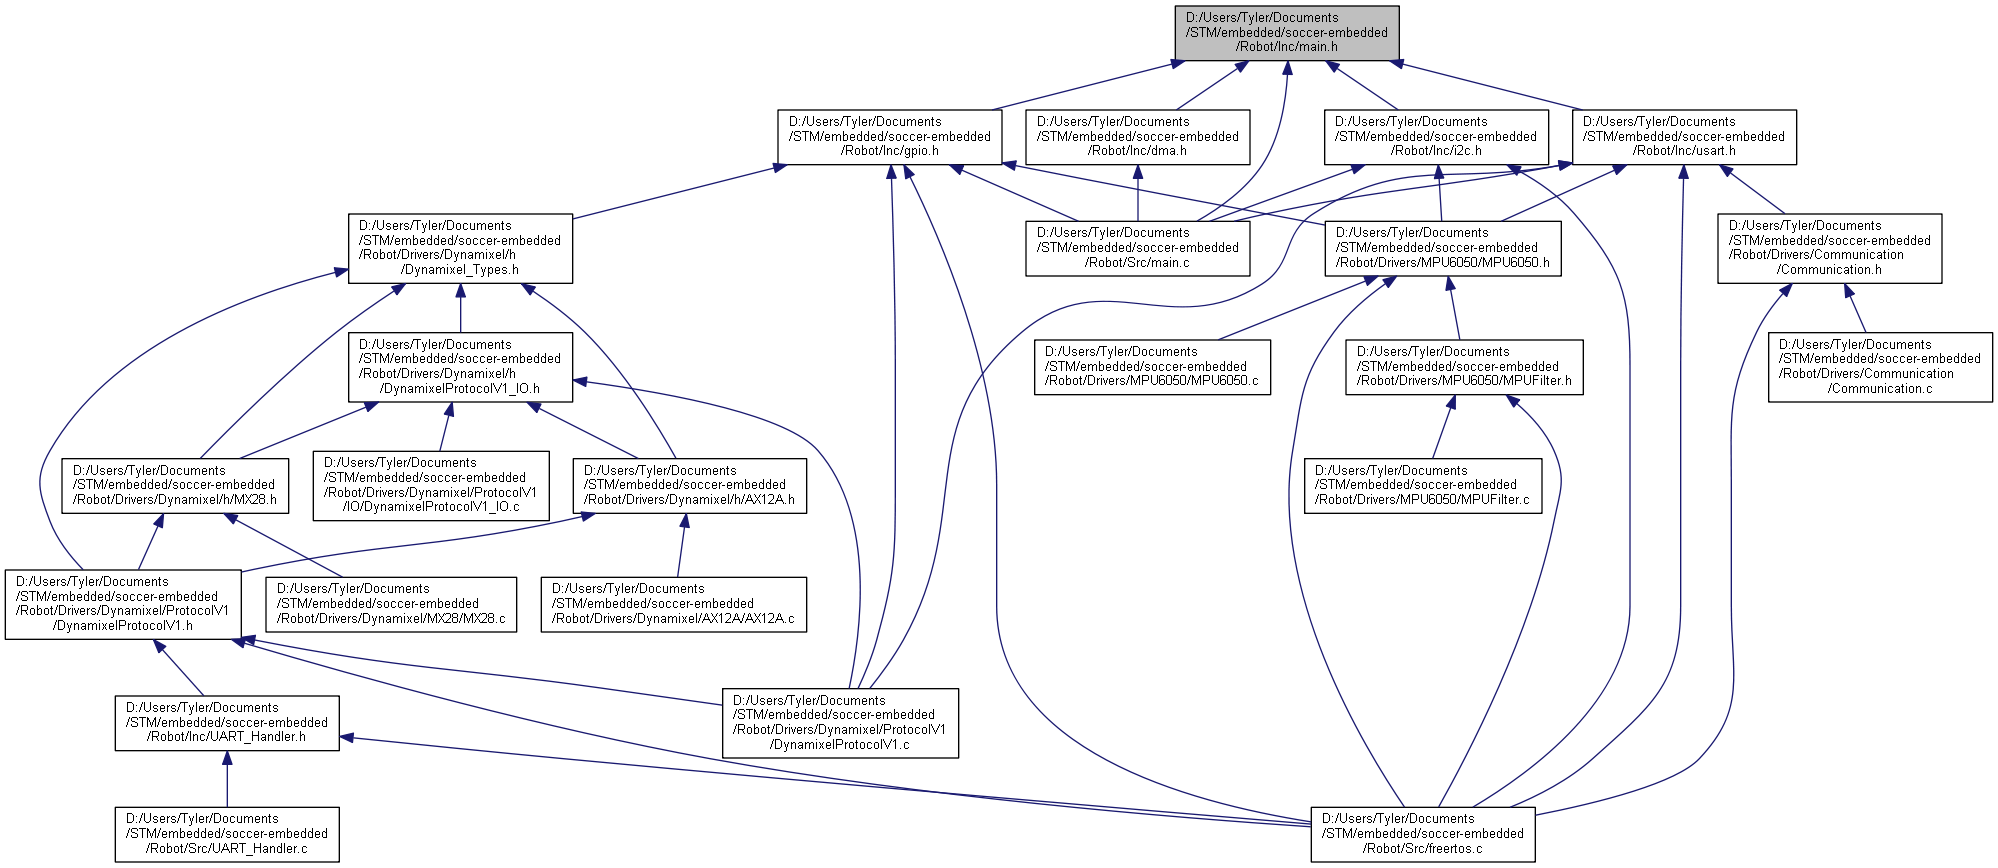 D:/Users/Tyler/Documents
/STM/embedded/soccer-embedded
/Robot/Inc/main.h
D:/Users/Tyler/Documents
/STM/embedded/soccer-embedded
/Robot/Inc/gpio.h
D:/Users/Tyler/Documents
/STM/embedded/soccer-embedded
/Robot/Inc/dma.h
D:/Users/Tyler/Documents
/STM/embedded/soccer-embedded
/Robot/Inc/i2c.h
D:/Users/Tyler/Documents
/STM/embedded/soccer-embedded
/Robot/Inc/usart.h
D:/Users/Tyler/Documents
/STM/embedded/soccer-embedded
/Robot/Drivers/Dynamixel/h
/Dynamixel_Types.h
D:/Users/Tyler/Documents
/STM/embedded/soccer-embedded
/Robot/Src/main.c
D:/Users/Tyler/Documents
/STM/embedded/soccer-embedded
/Robot/Drivers/MPU6050/MPU6050.h
D:/Users/Tyler/Documents
/STM/embedded/soccer-embedded
/Robot/Drivers/Communication
/Communication.h
D:/Users/Tyler/Documents
/STM/embedded/soccer-embedded
/Robot/Drivers/Dynamixel/h
/DynamixelProtocolV1_IO.h
D:/Users/Tyler/Documents
/STM/embedded/soccer-embedded
/Robot/Drivers/MPU6050/MPU6050.c
D:/Users/Tyler/Documents
/STM/embedded/soccer-embedded
/Robot/Drivers/MPU6050/MPUFilter.h
D:/Users/Tyler/Documents
/STM/embedded/soccer-embedded
/Robot/Drivers/Communication
/Communication.c
D:/Users/Tyler/Documents
/STM/embedded/soccer-embedded
/Robot/Drivers/Dynamixel/h/MX28.h
D:/Users/Tyler/Documents
/STM/embedded/soccer-embedded
/Robot/Drivers/Dynamixel/ProtocolV1
/IO/DynamixelProtocolV1_IO.c
D:/Users/Tyler/Documents
/STM/embedded/soccer-embedded
/Robot/Drivers/Dynamixel/h/AX12A.h
D:/Users/Tyler/Documents
/STM/embedded/soccer-embedded
/Robot/Drivers/MPU6050/MPUFilter.c
D:/Users/Tyler/Documents
/STM/embedded/soccer-embedded
/Robot/Drivers/Dynamixel/ProtocolV1
/DynamixelProtocolV1.h
D:/Users/Tyler/Documents
/STM/embedded/soccer-embedded
/Robot/Drivers/Dynamixel/MX28/MX28.c
D:/Users/Tyler/Documents
/STM/embedded/soccer-embedded
/Robot/Drivers/Dynamixel/AX12A/AX12A.c
D:/Users/Tyler/Documents
/STM/embedded/soccer-embedded
/Robot/Inc/UART_Handler.h
D:/Users/Tyler/Documents
/STM/embedded/soccer-embedded
/Robot/Drivers/Dynamixel/ProtocolV1
/DynamixelProtocolV1.c
D:/Users/Tyler/Documents
/STM/embedded/soccer-embedded
/Robot/Src/UART_Handler.c
D:/Users/Tyler/Documents
/STM/embedded/soccer-embedded
/Robot/Src/freertos.c